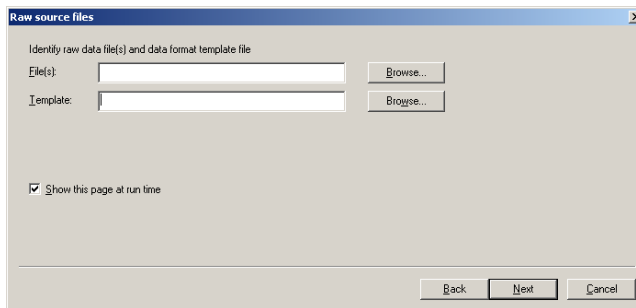 Raw source files
Identify raw data file(s) and data format template file
File(s):
Browse...
Template:
Browse...
Show this page at run time
Back
Next
Cancel